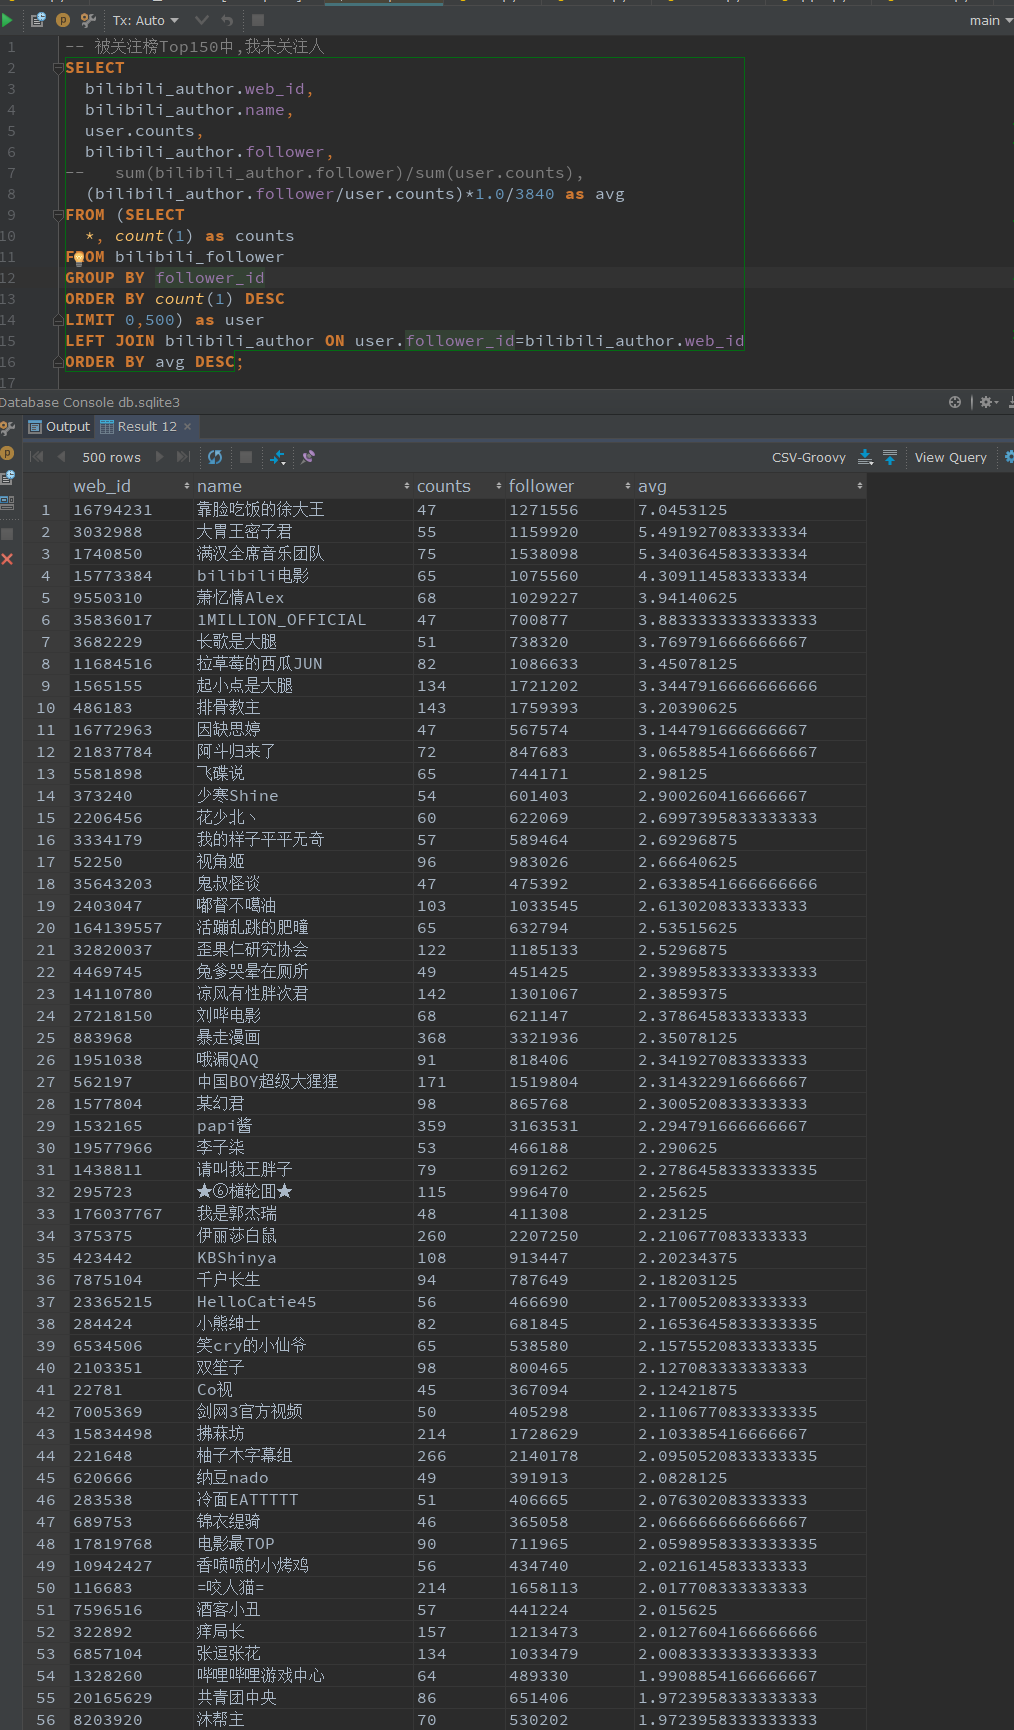 Tx: Auto main
1 -- 被关注榜Top150中,我未关注人
2 SELECT
3 bilibili_author.web_id,
4 bilibili_author.name,
5 user.counts,
6 bilibili_author.follower,
7 -- sum(bilibili_author.follower)/sum(user.counts),
8 (bilibili_author.follower/user.counts)*1.0/3840 as avg
9 FROM (SELECT
10 *, count(1) as counts
11 FROM bilibili_follower
12 GROUP BY follower_id
13 ORDER BY count(1) DESC
14 LIMIT 0,500) as user
15 LEFT JOIN bilibili_author ON user.follower_id=bilibili_author.web_id
16 ORDER BY avg DESC;
17
Database Console db.sqlite3
Output Result 12
500 rows CSV-Groovy View Query
web_id name counts follower avg
1 16794231 靠脸吃饭的徐大王 47 1271556 7.0453125
2 3032988 大胃王密子君 55 1159920 5.491927083333334
3 1740850 满汉全席音乐团队 75 1538098 5.340364583333334
4 15773384 bilibili电影 65 1075560 4.309114583333334
5 9550310 萧忆情Alex 68 1029227 3.94140625
6 35836017 1MILLION_OFFICIAL 47 700877 3.8833333333333333
7 3682229 长歌是大腿 51 738320 3.769791666666667
8 11684516 拉草莓的西瓜JUN 82 1086633 3.45078125
9 1565155 起小点是大腿 134 1721202 3.3447916666666666
10 486183 排骨教主 143 1759393 3.20390625
11 16772963 因缺思婷 47 567574 3.144791666666667
12 21837784 阿斗归来了 72 847683 3.0658854166666667
13 5581898 飞碟说 65 744171 2.98125
14 373240 少寒Shine 54 601403 2.900260416666667
15 2206456 花少北丶 60 622069 2.6997395833333333
16 3334179 我的样子平平无奇 57 589464 2.69296875
17 52250 视角姬 96 983026 2.66640625
18 35643203 鬼叔怪谈 47 475392 2.6338541666666666
19 2403047 嘟督不噶油 103 1033545 2.613020833333333
20 164139557 活蹦乱跳的肥曈 65 632794 2.53515625
21 32820037 歪果仁研究协会 122 1185133 2.5296875
22 4469745 兔爹哭晕在厕所 49 451425 2.3989583333333333
23 14110780 凉风有性胖次君 142 1301067 2.3859375
24 27218150 刘哔电影 68 621147 2.378645833333333
25 883968 暴走漫画 368 3321936 2.35078125
26 1951038 哦漏QAQ 91 818406 2.341927083333333
27 562197 中国BOY超级大猩猩 171 1519804 2.314322916666667
28 1577804 某幻君 98 865768 2.300520833333333
29 1532165 papi酱 359 3163531 2.294791666666667
30 19577966 李子柒 53 466188 2.290625
31 1438811 请叫我王胖子 79 691262 2.2786458333333335
32 295723 ★⑥檤轮囬★ 115 996470 2.25625
33 176037767 我是郭杰瑞 48 411308 2.23125
34 375375 伊丽莎白鼠 260 2207250 2.210677083333333
35 423442 KBShinya 108 913447 2.20234375
36 7875104 千户长生 94 787649 2.18203125
37 23365215 HelloCatie45 56 466690 2.170052083333333
38 284424 小熊绅士 82 681845 2.1653645833333335
39 6534506 笑cry的小仙爷 65 538580 2.1575520833333335
40 2103351 双笙子 98 800465 2.127083333333333
41 22781 Co视 45 367094 2.12421875
42 7005369 剑网3官方视频 50 405298 2.1106770833333335
43 15834498 拂菻坊 214 1728629 2.103385416666667
44 221648 柚子木字幕组 266 2140178 2.0950520833333335
45 620666 纳豆nado 49 391913 2.0828125
46 283538 冷面EATTTTT 51 406665 2.076302083333333
47 689753 锦衣缇骑 46 365058 2.066666666666667
48 17819768 电影最TOP 90 711965 2.0598958333333335
49 10942427 香喷喷的小烤鸡 56 434740 2.021614583333333
50 116683 =咬人猫= 214 1658113 2.017708333333333
51 7596516 酒客小丑 57 441224 2.015625
52 322892 痒局长 157 1213473 2.0127604166666666
53 6857104 张逗张花 134 1033479 2.0083333333333333
54 1328260 哔哩哔哩游戏中心 64 489330 1.9908854166666667
55 20165629 共青团中央 86 651406 1.9723958333333333
56 8203920 沐帮主 70 530202 1.9723958333333333